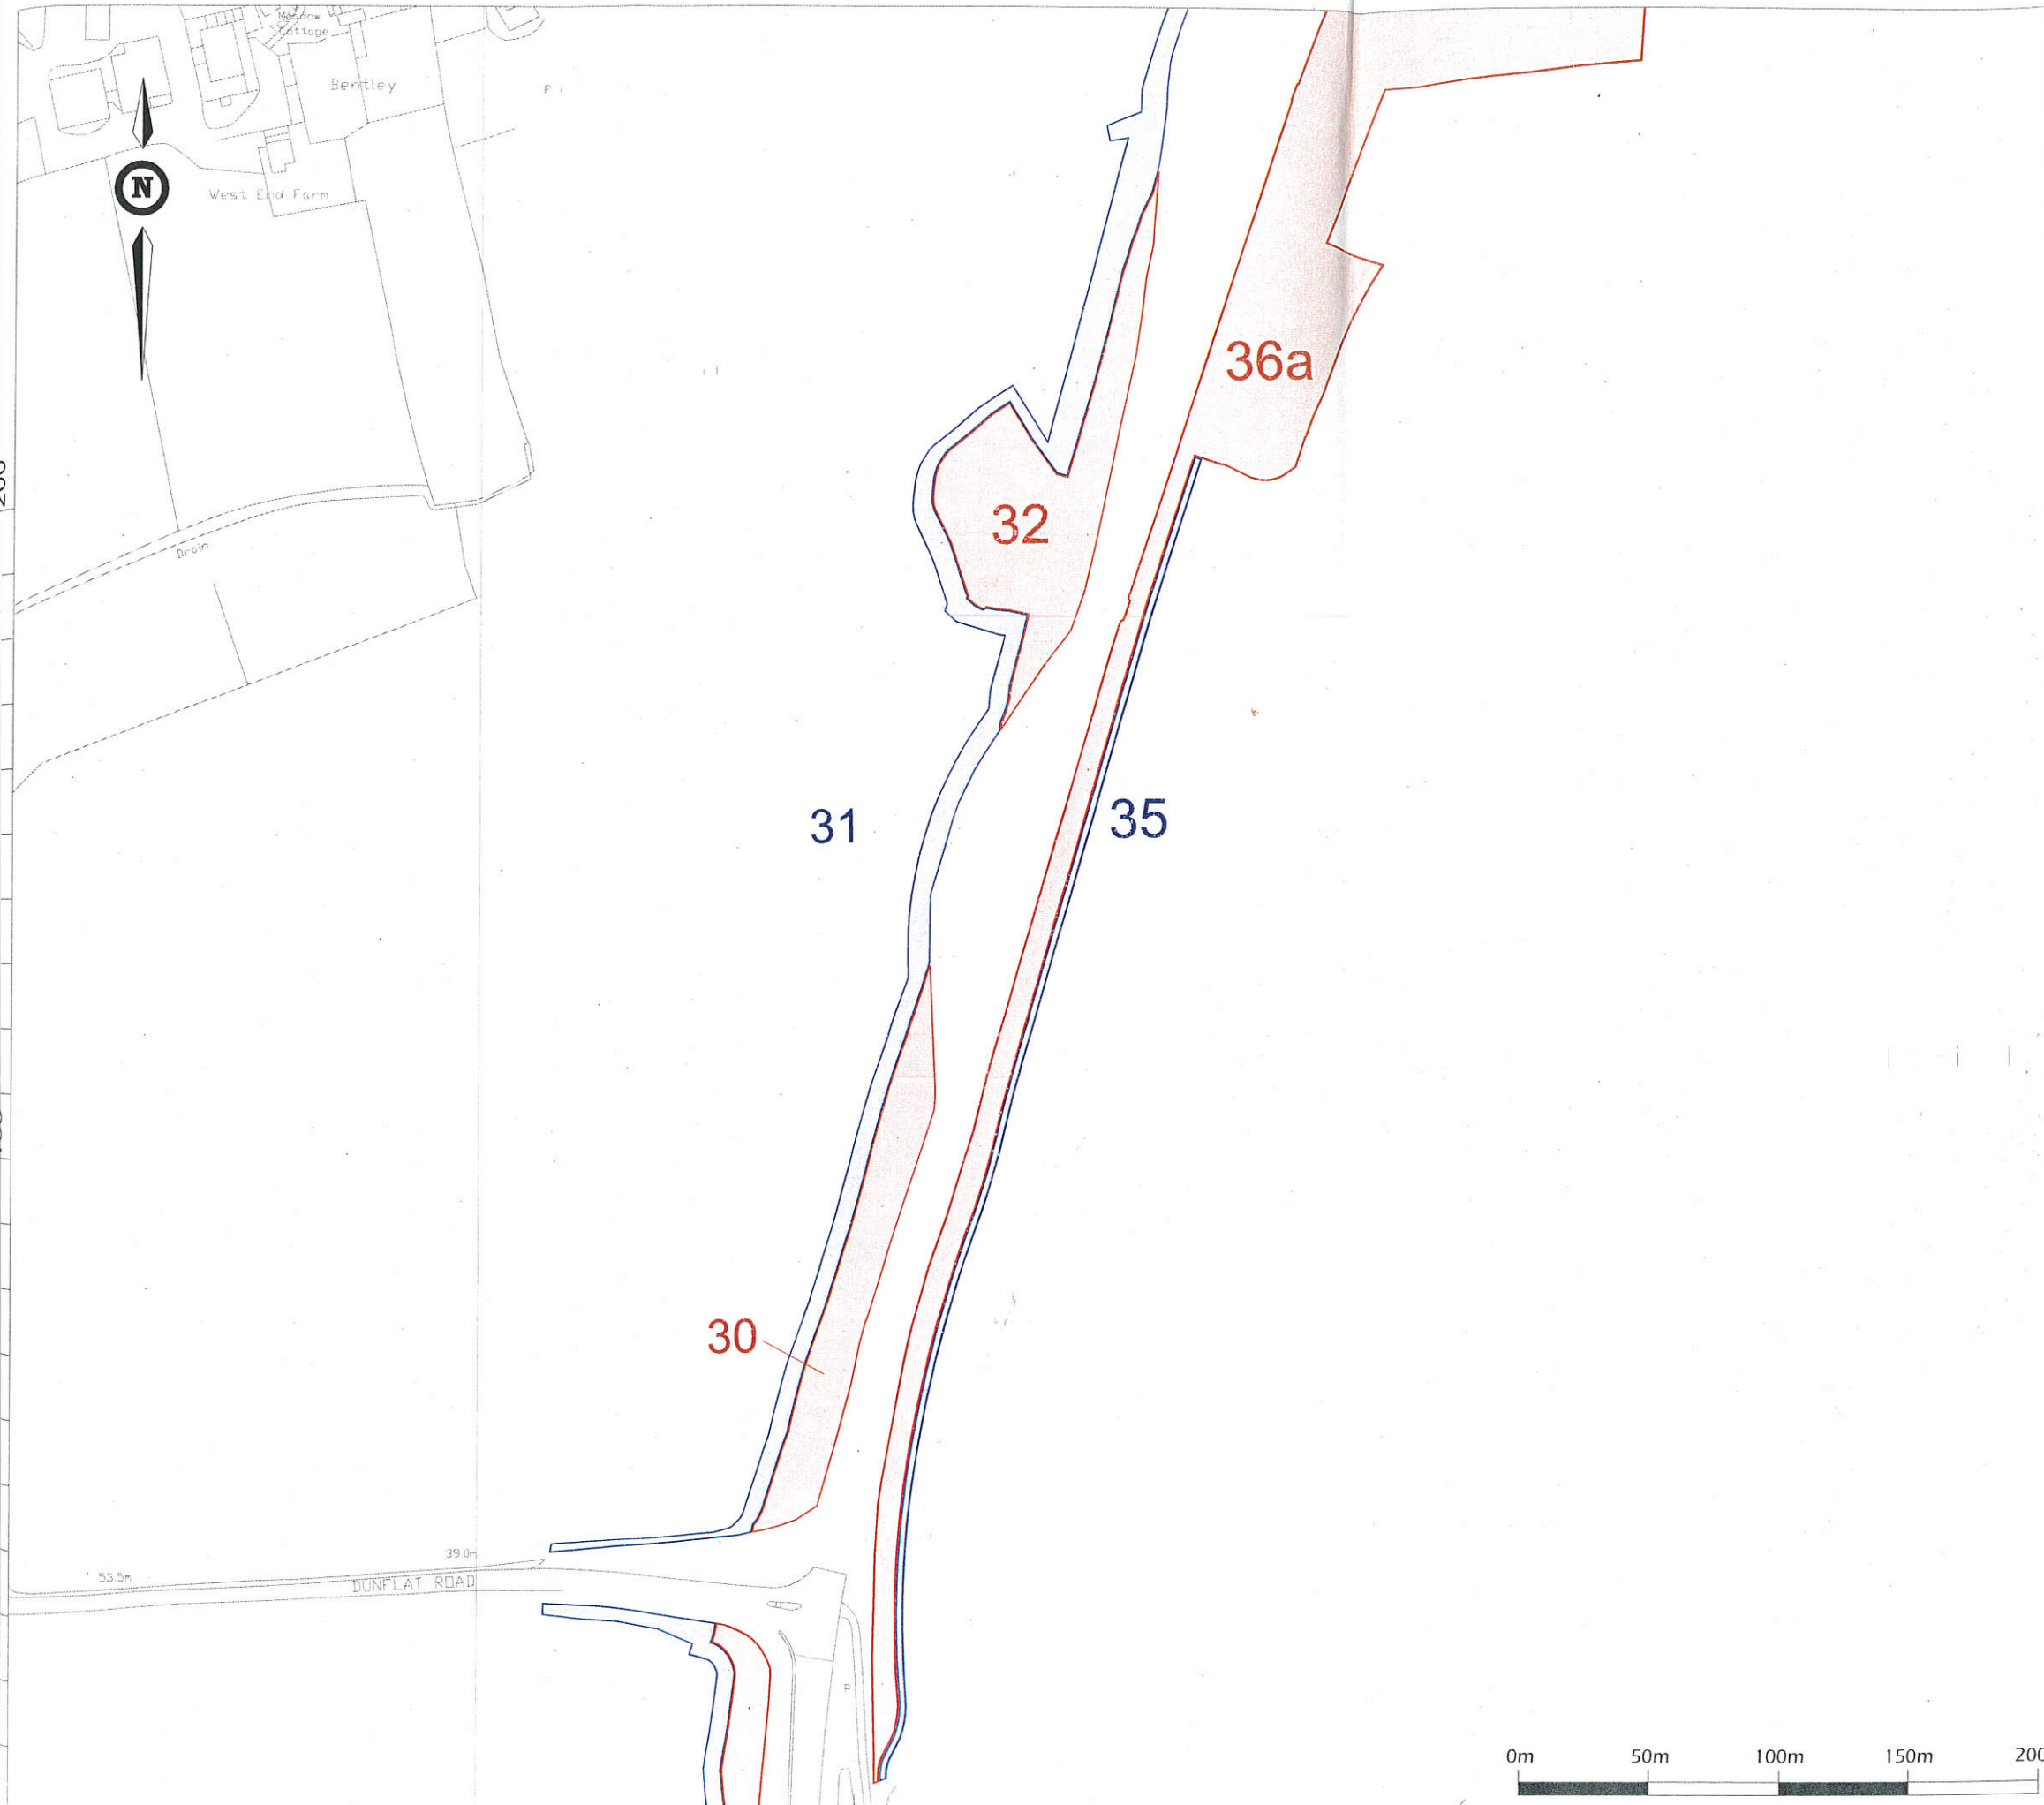 Meadow
Cottage
Bentley
P
N
West End Farm
36a
32
Drain
31
35
30
39.0m
53.5m
DUNFLAT ROAD
P
0m 50m 100m 150m 200